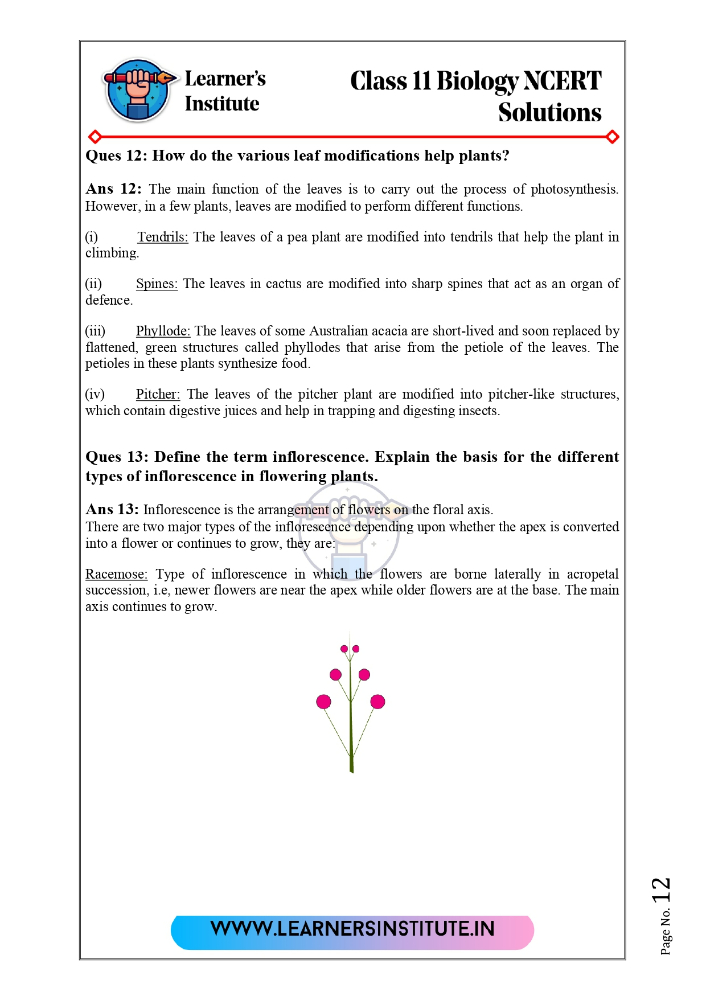 Learner's
Institute
Class 11 Biology NCERT
Solutions
Ques 12: How do the various leaf modifications help plants?
Ans 12: The main function of the leaves is to carry out the process of photosynthesis.
However, in a few plants, leaves are modified to perform different functions.
(i) Tendrils: The leaves of a pea plant are modified into tendrils that help the plant in
climbing.
(ii) Spines: The leaves in cactus are modified into sharp spines that act as an organ of
defence.
(iii) Phyllode: The leaves of some Australian acacia are short-lived and soon replaced by
flattened, green structures called phyllodes that arise from the petiole of the leaves. The
petioles in these plants synthesize food.
(iv) Pitcher: The leaves of the pitcher plant are modified into pitcher-like structures,
which contain digestive juices and help in trapping and digesting insects.
Ques 13: Define the term inflorescence. Explain the basis for the different
types of inflorescence in flowering plants.
Ans 13: Inflorescence is the arrangement of flowers on the floral axis.
There are two major types of the inflorescence depending upon whether the apex is converted
into a flower or continues to grow, they are:
Racemose: Type of inflorescence in which the flowers are borne laterally in acropetal
succession, i.e, newer flowers are near the apex while older flowers are at the base. The main
axis continues to grow.
WWW.LEARNERSINSTITUTE.IN
Page No. 12